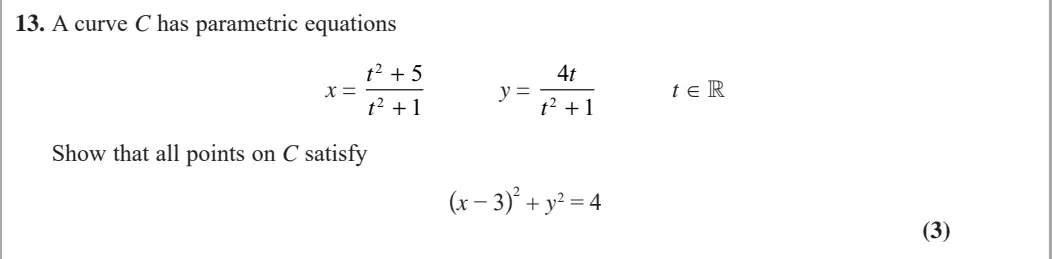 13. A curve C has parametric equations
x = (t² + 5)/(t² + 1)    y = 4t/(t² + 1)    t ∈ ℝ
Show that all points on C satisfy
(x − 3)² + y² = 4
(3)